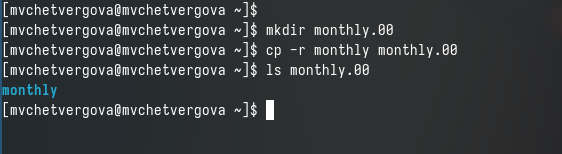 [mvchetvergova@mvchetvergova ~]$
[mvchetvergova@mvchetvergova ~]$ mkdir monthly.00
[mvchetvergova@mvchetvergova ~]$ cp -r monthly monthly.00
[mvchetvergova@mvchetvergova ~]$ ls monthly.00
monthly
[mvchetvergova@mvchetvergova ~]$